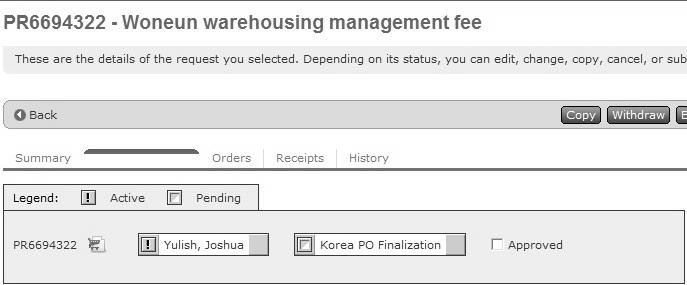 PR6694322 - Woneun warehousing management fee
These are the details of the request you selected. Depending on its status, you can edit, change, copy, cancel, or sub
Back Copy Withdraw E
Summary Orders Receipts History
Legend: ! Active Pending
PR6694322 ! Yulish, Joshua Korea PO Finalization Approved